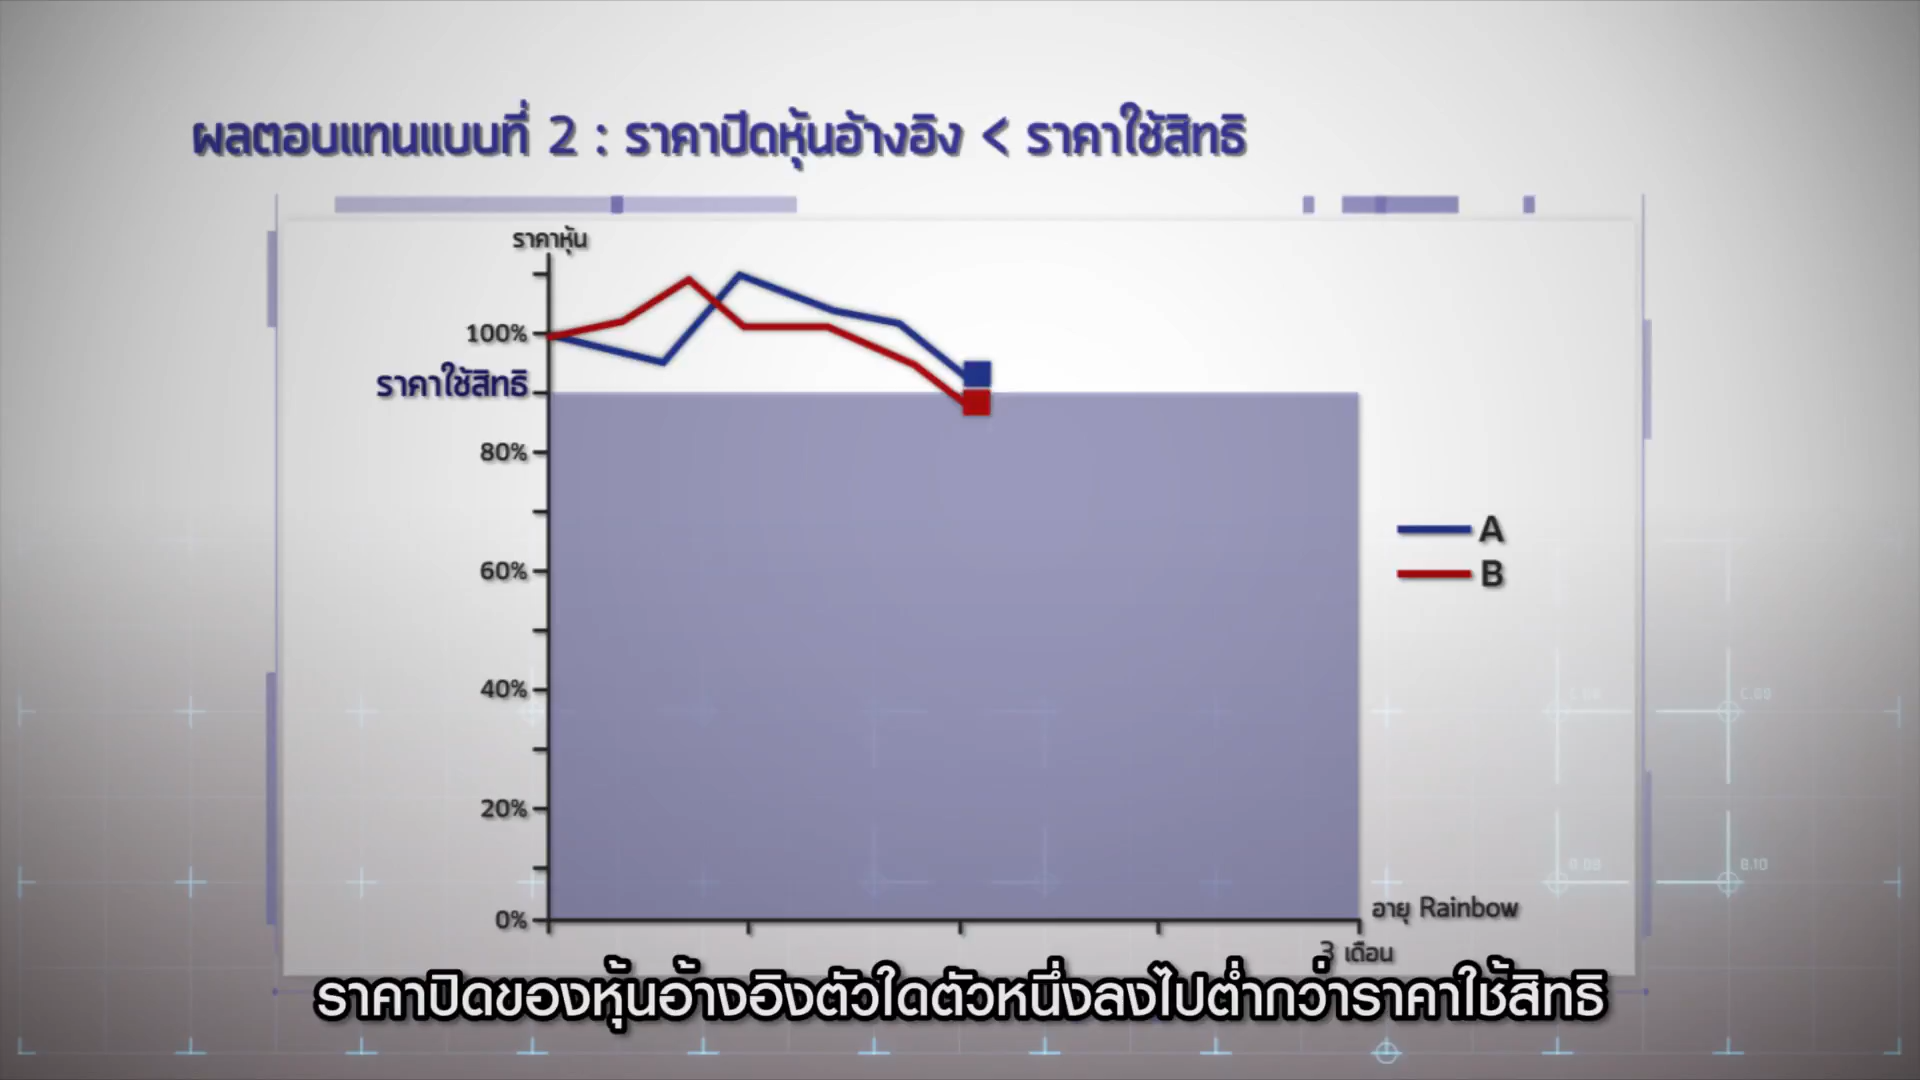 ผลตอบแทนแบบที่ 2 : ราคาปิดหุ้นอ้างอิง < ราคาใช้สิทธิ
ราคาหุ้น
100%
ราคาใช้สิทธิ
80%
60%
40%
20%
0%
A
B
C.09
B.10
อายุ Rainbow
3 เดือน
ราคาปิดของหุ้นอ้างอิงตัวใดตัวหนึ่งลงไปต่ำกว่าราคาใช้สิทธิ